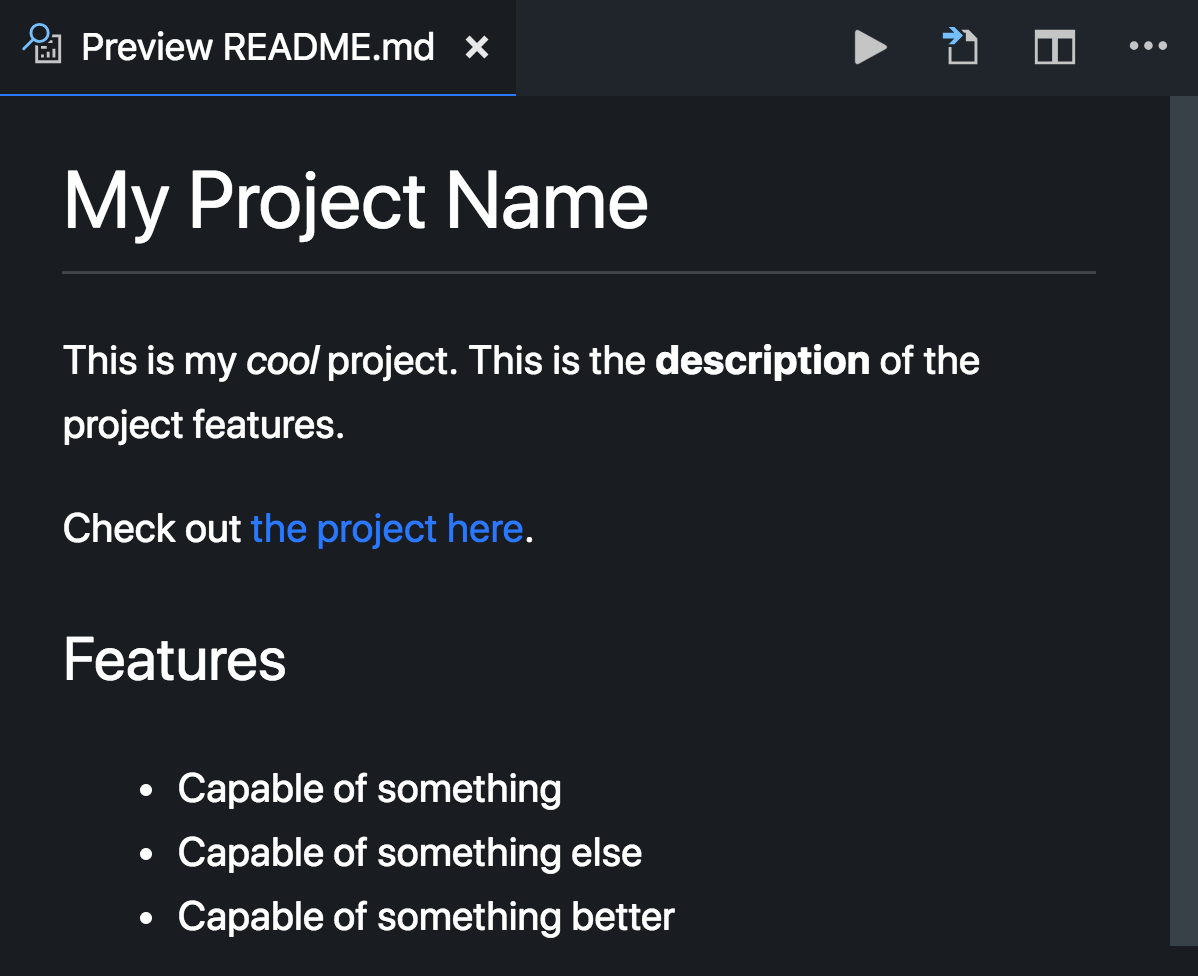 Preview README.md
My Project Name
This is my cool project. This is the description of the
project features.
Check out the project here.
Features
• Capable of something
• Capable of something else
• Capable of something better